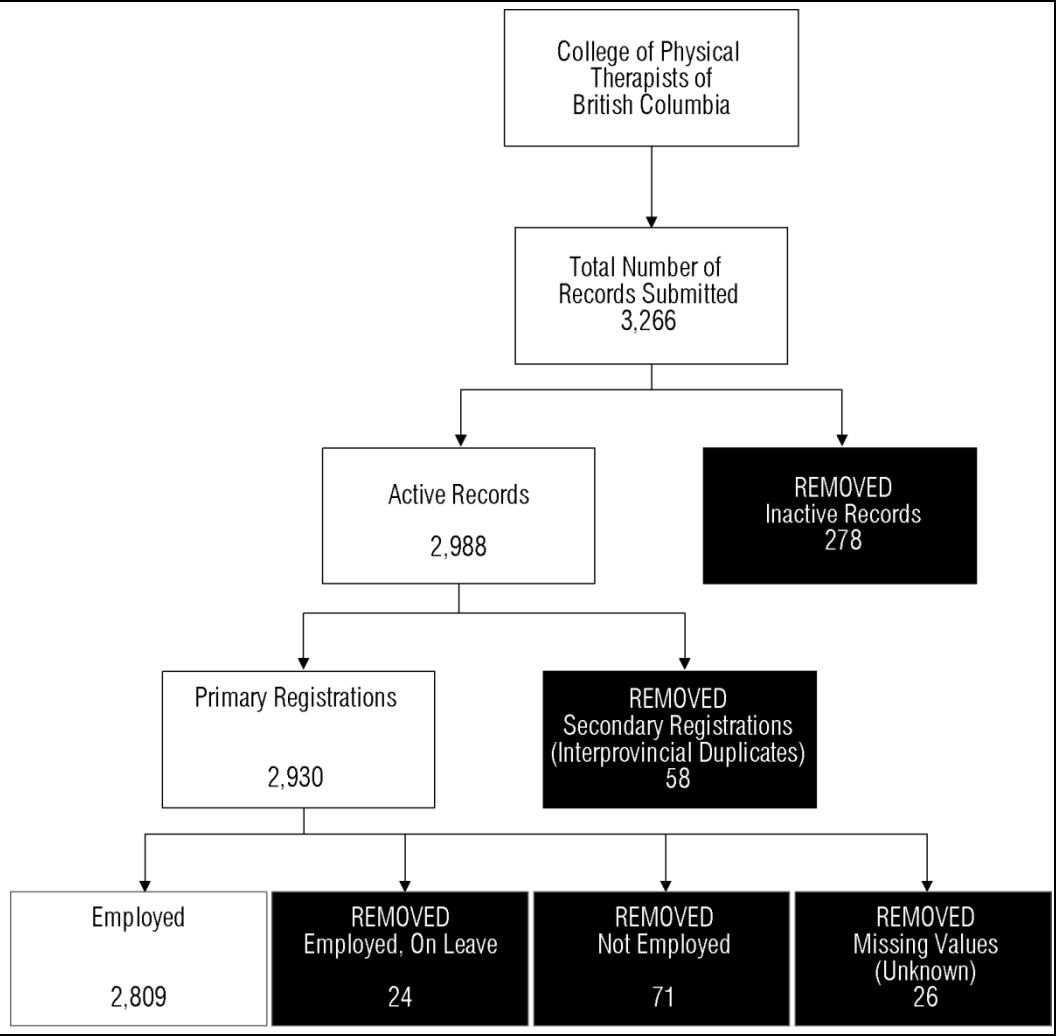 College of Physical
Therapists of
British Columbia
Total Number of
Records Submitted
3,266
Active Records
2,988
REMOVED
Inactive Records
278
Primary Registrations
2,930
REMOVED
Secondary Registrations
(Interprovincial Duplicates)
58
Employed
2,809
REMOVED
Employed, On Leave
24
REMOVED
Not Employed
71
REMOVED
Missing Values
(Unknown)
26